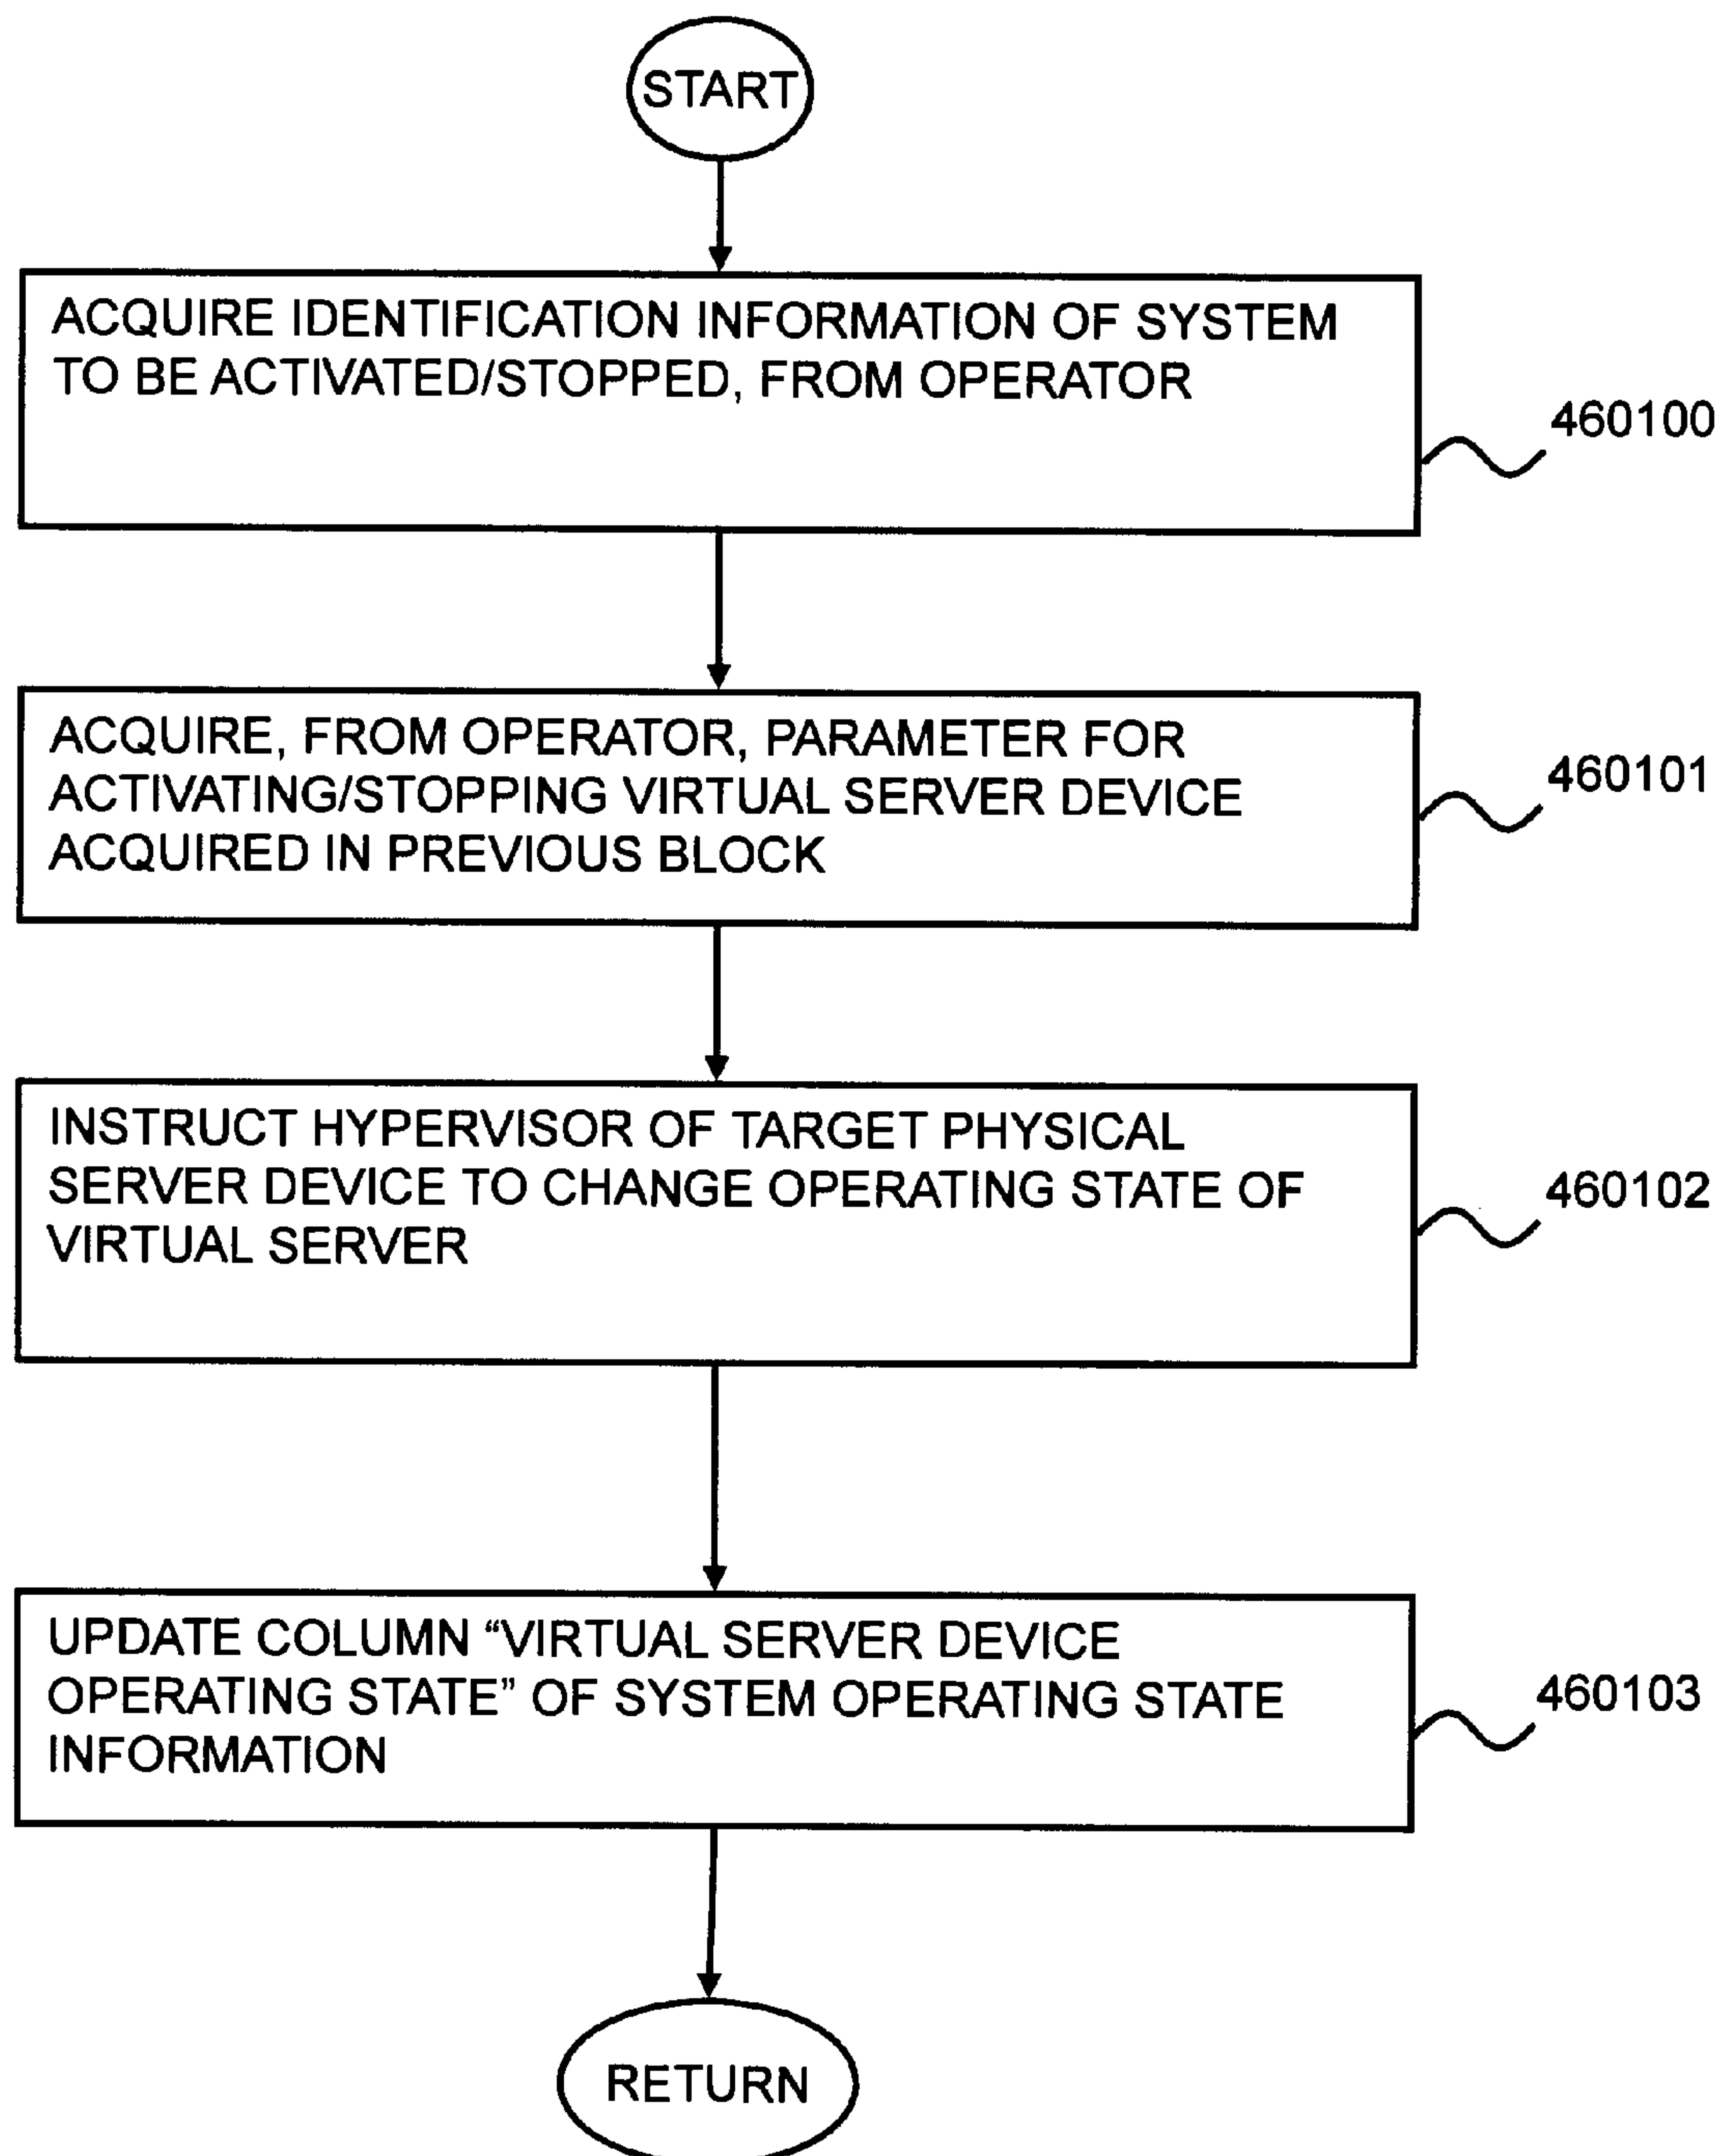 START
ACQUIRE IDENTIFICATION INFORMATION OF SYSTEM
TO BE ACTIVATED/STOPPED, FROM OPERATOR
460100
ACQUIRE, FROM OPERATOR, PARAMETER FOR
ACTIVATING/STOPPING VIRTUAL SERVER DEVICE
ACQUIRED IN PREVIOUS BLOCK
460101
INSTRUCT HYPERVISOR OF TARGET PHYSICAL
SERVER DEVICE TO CHANGE OPERATING STATE OF
VIRTUAL SERVER
460102
UPDATE COLUMN “VIRTUAL SERVER DEVICE
OPERATING STATE” OF SYSTEM OPERATING STATE
INFORMATION
460103
RETURN